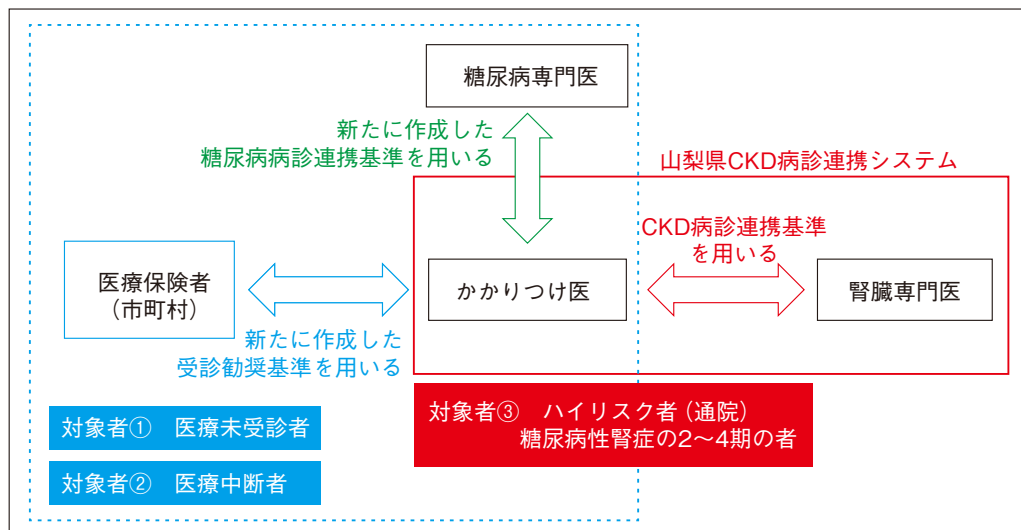 糖尿病専門医
新たに作成した
糖尿病病診連携基準を用いる
山梨県CKD病診連携システム
CKD病診連携基準
を用いる
医療保険者
（市町村）
かかりつけ医
腎臓専門医
新たに作成した
受診勧奨基準を用いる
対象者③　ハイリスク者（通院）
糖尿病性腎症の2～4期の者
対象者①　医療未受診者
対象者②　医療中断者